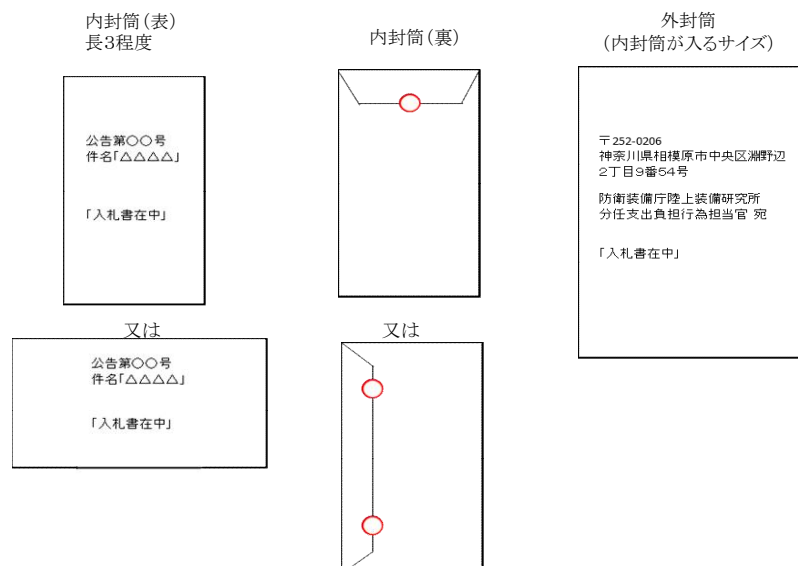 内封筒(表)
長3程度
公告第〇〇号
件名「△△△△」
「入札書在中」
又は
公告第〇〇号
件名「△△△△」
「入札書在中」
内封筒(裏)
又は
外封筒
(内封筒が入るサイズ)
〒252-0206
神奈川県相模原市中央区淵野辺
2丁目9番54号
防衛装備庁陸上装備研究所
分任支出負担行為担当官 宛
「入札書在中」